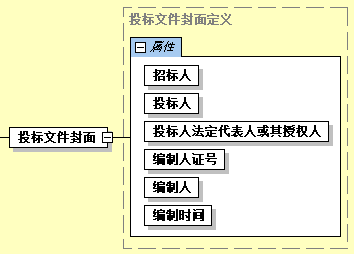 投标文件封面定义
属性
招标人
投标人
投标人法定代表人或其授权人
投标文件封面
编制人证号
编制人
编制时间